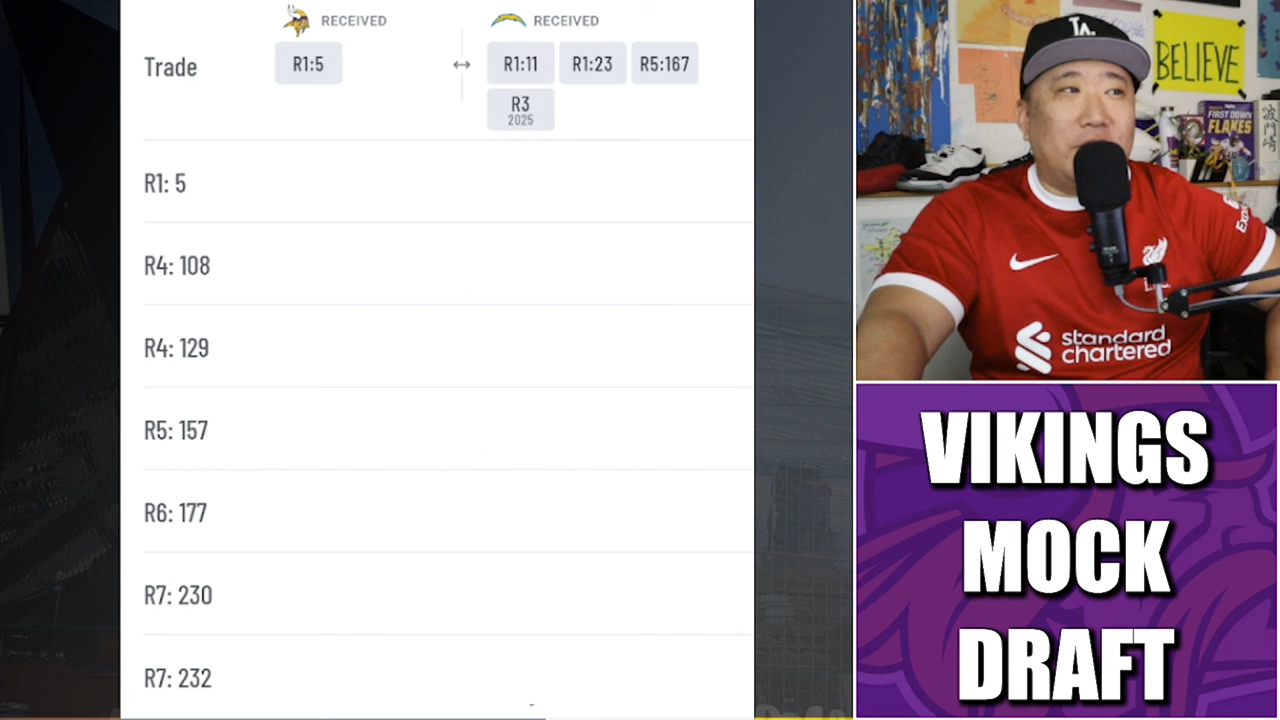 RECEIVED
RECEIVED
Trade
R1:5
↔
R1:11
R1:23
R5:167
R3
2025
R1: 5
R4: 108
R4: 129
R5: 157
R6: 177
R7: 230
R7: 232
LA
BELIEVE
FIRST DOWN
FLAKES
standard
chartered
VIKINGS
MOCK
DRAFT